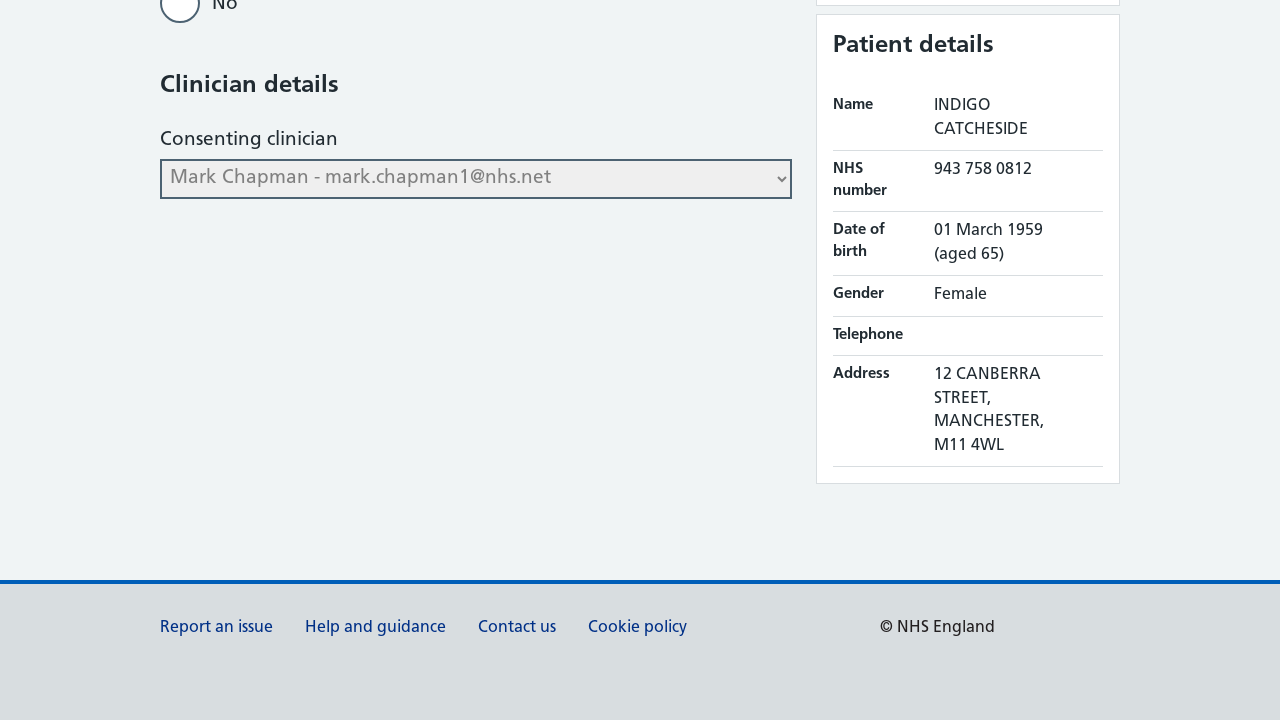 No
Clinician details
Consenting clinician
Mark Chapman - mark.chapman1@nhs.net
Patient details
Name INDIGO
CATCHESIDE
NHS number 943 758 0812
Date of birth 01 March 1959
(aged 65)
Gender Female
Telephone
Address 12 CANBERRA
STREET,
MANCHESTER,
M11 4WL
Report an issue Help and guidance Contact us Cookie policy © NHS England